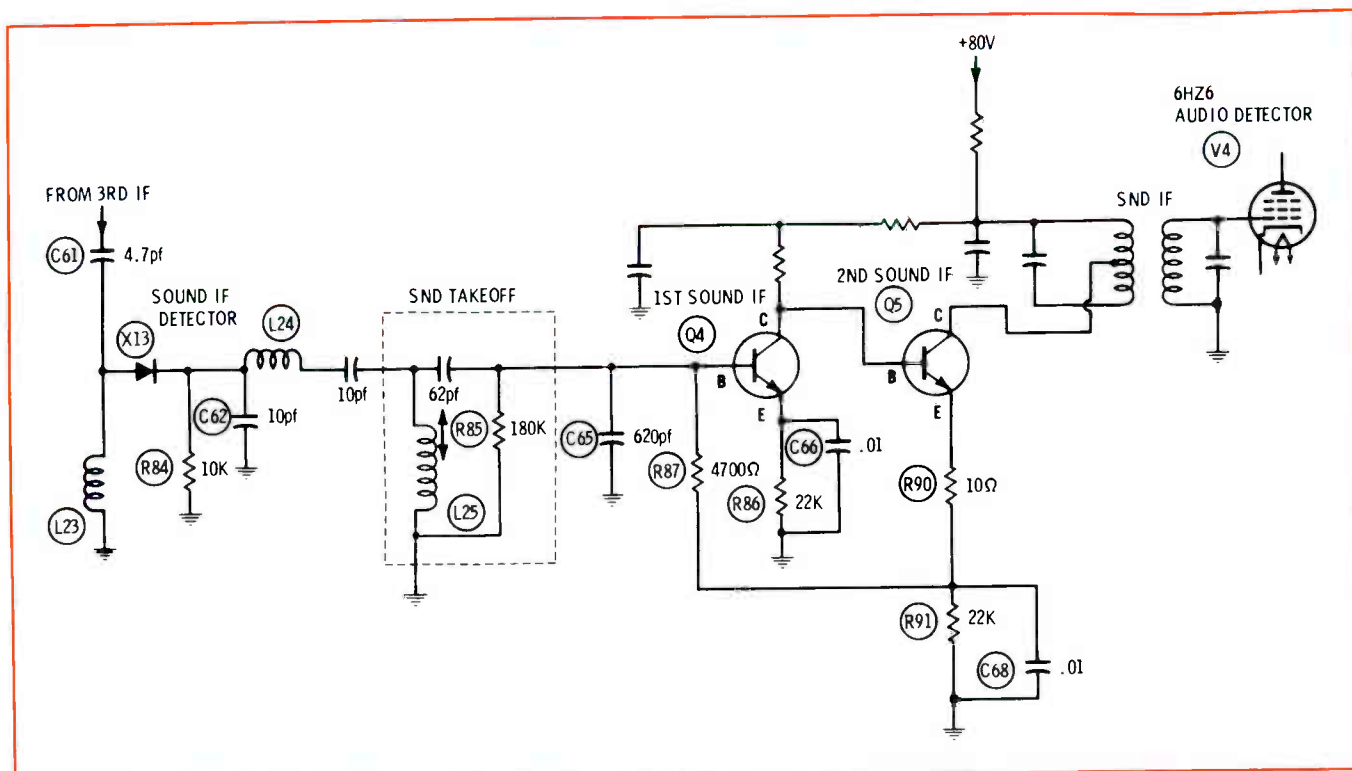 +80V
6HZ6
AUDIO DETECTOR
V4
FROM 3RD IF
SND IF
C61
4.7pf
SOUND IF
DETECTOR
SND TAKEOFF
2ND SOUND IF
1ST SOUND IF
Q5
L24
Q4
C
C
X13
B
B
10pf
62pf
E
E
C62
10pf
R85
180K
C65
620pf
C66
.01
R84
10K
R87
4700Ω
R86
22K
R90
10Ω
L23
L25
R91
22K
C68
.01